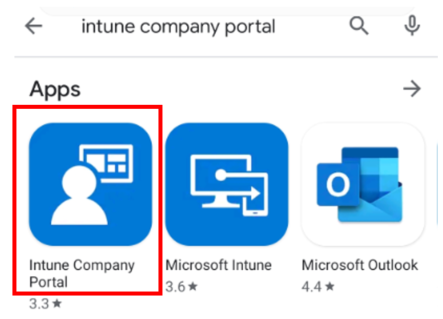 intune company portal
Apps
Intune Company
Portal
3.3★
Microsoft Intune
3.6★
Microsoft Outlook
4.4★